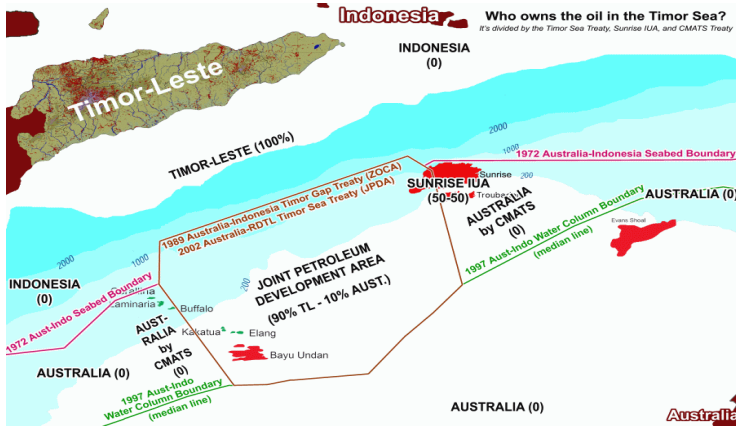 Indonesia
Who owns the oil in the Timor Sea?
It's divided by the Timor Sea Treaty, Sunrise IUA, and CMATS Treaty
INDONESIA
(0)
Timor-Leste
TIMOR-LESTE (100%)
2000
1000
200
1972 Australia-Indonesia Seabed Boundary
1989 Australia-Indonesia Timor Gap Treaty (ZOCA)
2002 Australia-RDTL Timor Sea Treaty (JPDA)
Sunrise
SUNRISE IUA
(50-50)
AUSTRALIA
by CMATS
(0)
AUSTRALIA (0)
Evans Shoal
1997 Aust-Indo Water Column Boundary
(median line)
2000
1000
200
INDONESIA
(0)
1972 Aust-Indo Seabed Boundary
JOINT PETROLEUM
DEVELOPMENT AREA
(90% TL - 10% AUST.)
Buffalo
Kakatua
Elang
Bayu Undan
AUST-
RALIA
by
CMATS
(0)
AUSTRALIA (0)
1997 Aust-Indo
Water Column Boundary
(median line)
AUSTRALIA (0)
Australia